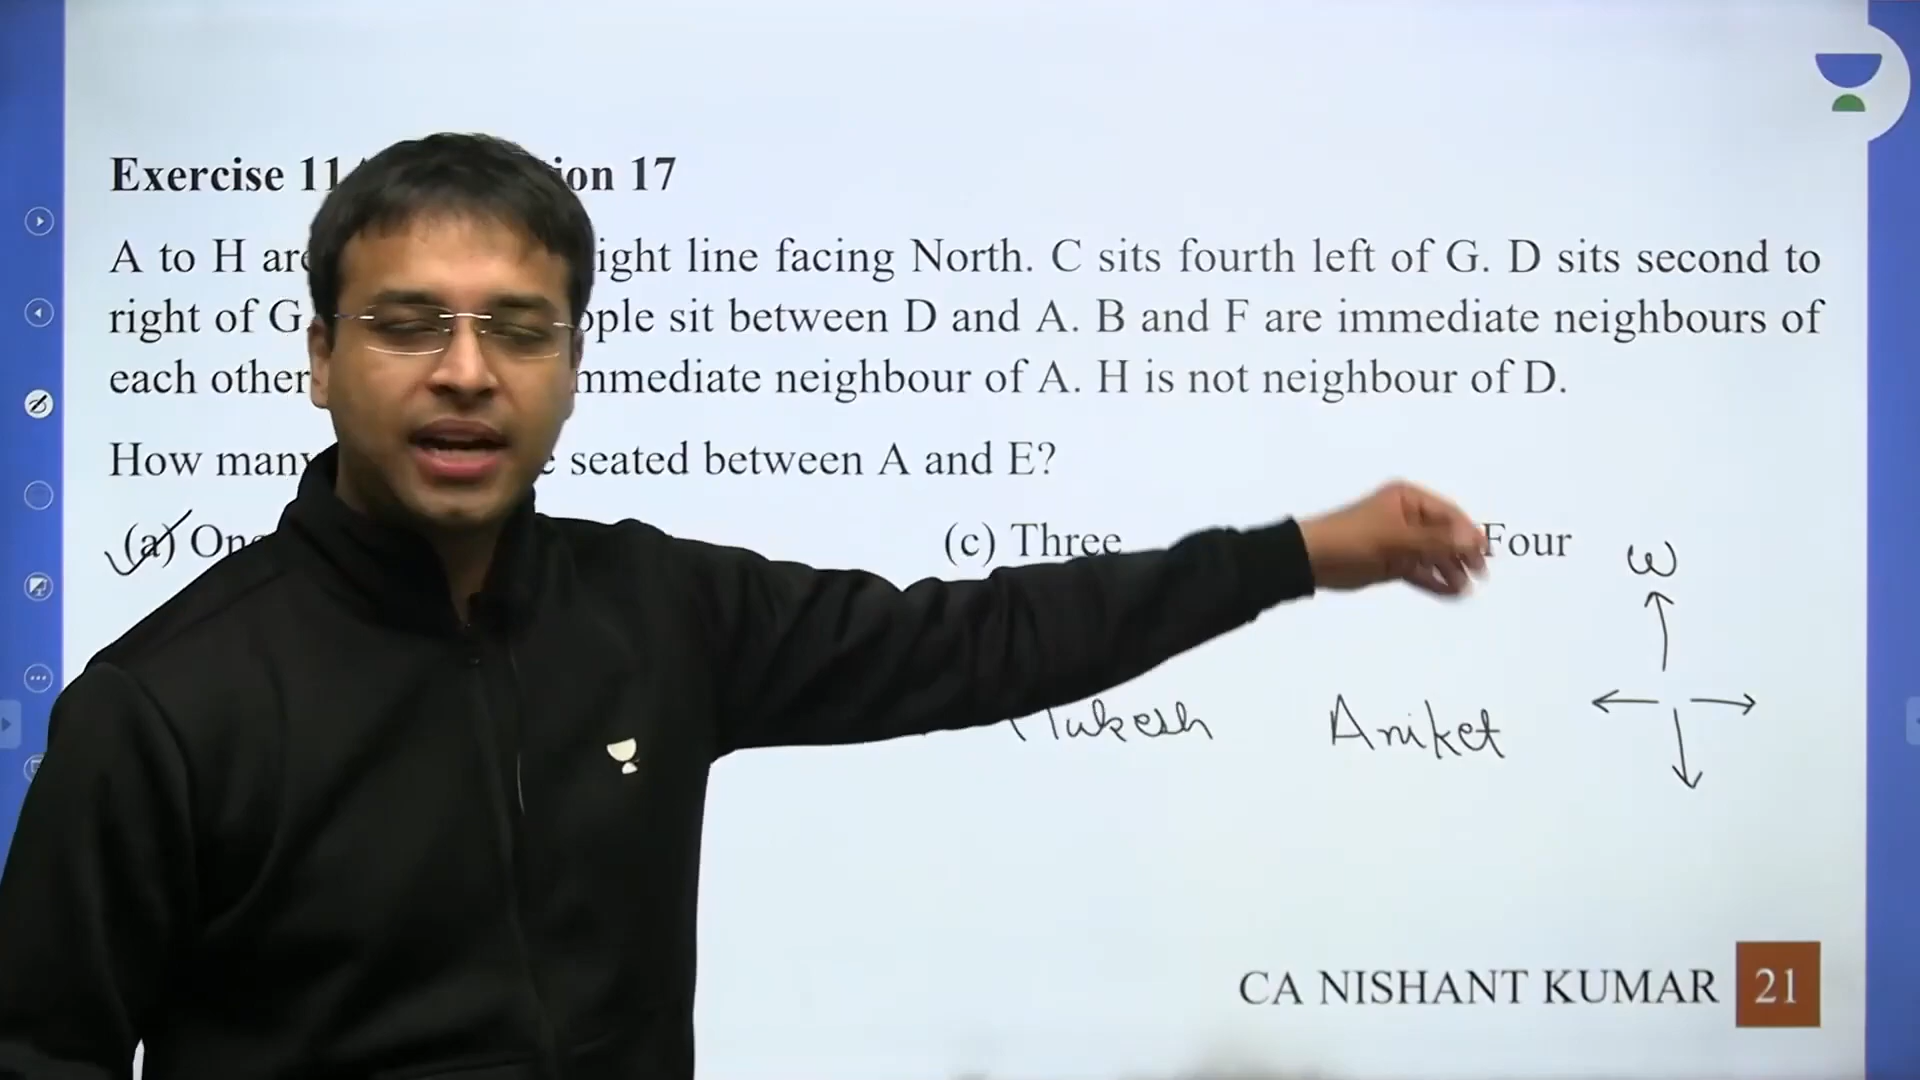 Exercise 11 ion 17
A to H ight line facing North. C sits fourth left of G. D sits second to
right of G ople sit between D and A. B and F are immediate neighbours of
each other mmediate neighbour of A. H is not neighbour of D.
How many seated between A and E?
(a) One (c) Three Four
ω
Mukesh Aniket
CA NISHANT KUMAR 21